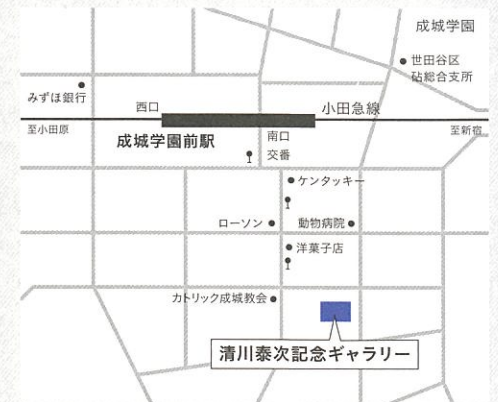 成城学園
世田谷区
砧総合支所
みずほ銀行
西口
小田急線
至小田原
成城学園前駅
南口
至新宿
交番
ケンタッキー
ローソン
動物病院
洋菓子店
カトリック成城教会
清川泰次記念ギャラリー